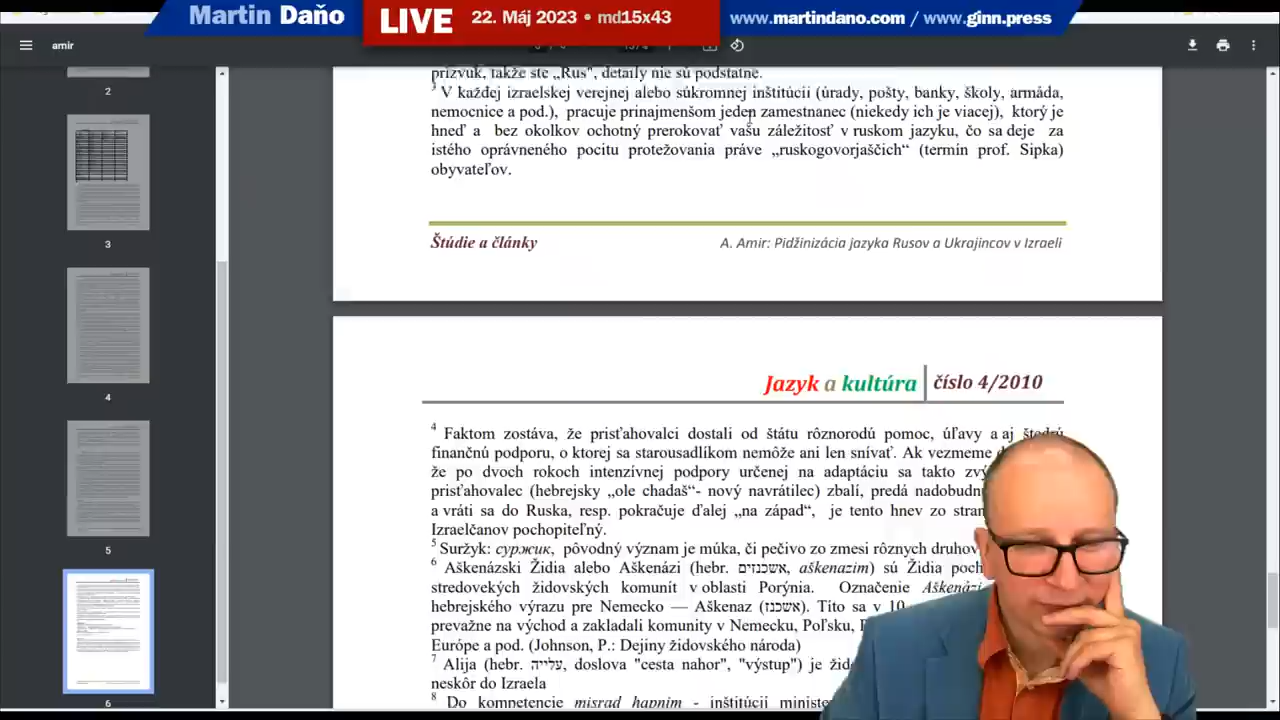 Martin Daňo
LIVE
22. Máj 2023 • md15x43
www.martindano.com / www.ginn.press
amir
2
3
4
5
6
prízvuk, takže ste „Rus", detaily nie sú podstatné.
3 V každej izraelskej verejnej alebo súkromnej inštitúcii (úrady, pošty, banky, školy, armáda,
nemocnice a pod.), pracuje prinajmenšom jeden zamestnanec (niekedy ich je viacej), ktorý je
hneď a bez okolkov ochotný prerokovať vašu záležitosť v ruskom jazyku, čo sa deje za
istého oprávneného pocitu protežovania práve „ruskogovorjaščich“ (termín prof. Sipka)
obyvateľov.
Štúdie a články
A. Amir: Pidžinizácia jazyka Rusov a Ukrajincov v Izraeli
Jazyk a kultúra
číslo 4/2010
4 Faktom zostáva, že prisťahovalci dostali od štátu rôznorodú pomoc, úľavy a aj štedrú
finančnú podporu, o ktorej sa starousadlíkom nemôže ani len snívať. Ak vezmeme
že po dvoch rokoch intenzívnej podpory určenej na adaptáciu sa takto
prisťahovalec (hebrejsky „ole chadaš“- nový navrátilec) zbalí, predá
a vráti sa do Ruska, resp. pokračuje ďalej „na západ“, je tento hnev zo
Izraelčanov pochopiteľný.
5 Suržyk: суржик, pôvodný význam je múka, či pečivo zo zmesi rôznych
6 Aškenázski Židia alebo Aškenázi (hebr. אשכנזים, aškenazim) sú Židia
stredovekých židovských komunít v oblasti Porýnia. Označenie
hebrejského výrazu pre Nemecko — Aškenaz (אשכנז). Títo sa v 10
prevažne na východ a zakladali komunity v Nemecku, Poľsku,
Európe a pod. (Johnson, P.: Dejiny židovského národa)
7 Alija (hebr. עלייה, doslova "cesta nahor", "výstup") je
neskôr do Izraela
8 Do kompetencie misrad hapnim - inštitúcii